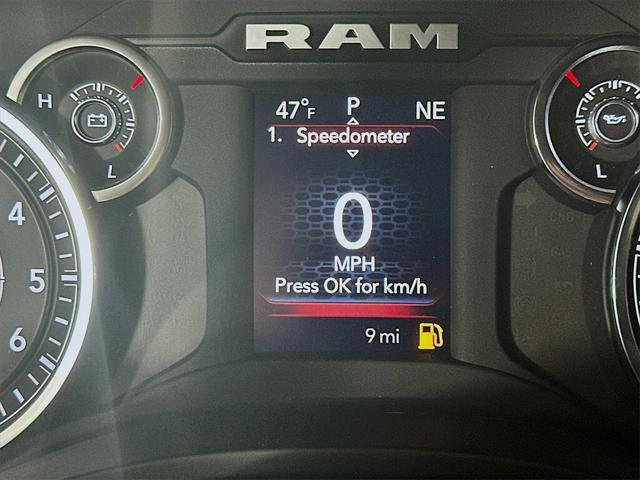 RAM
47°F P NE
1. Speedometer
H
L
L
0
MPH
Press OK for km/h
9 mi
4
5
6